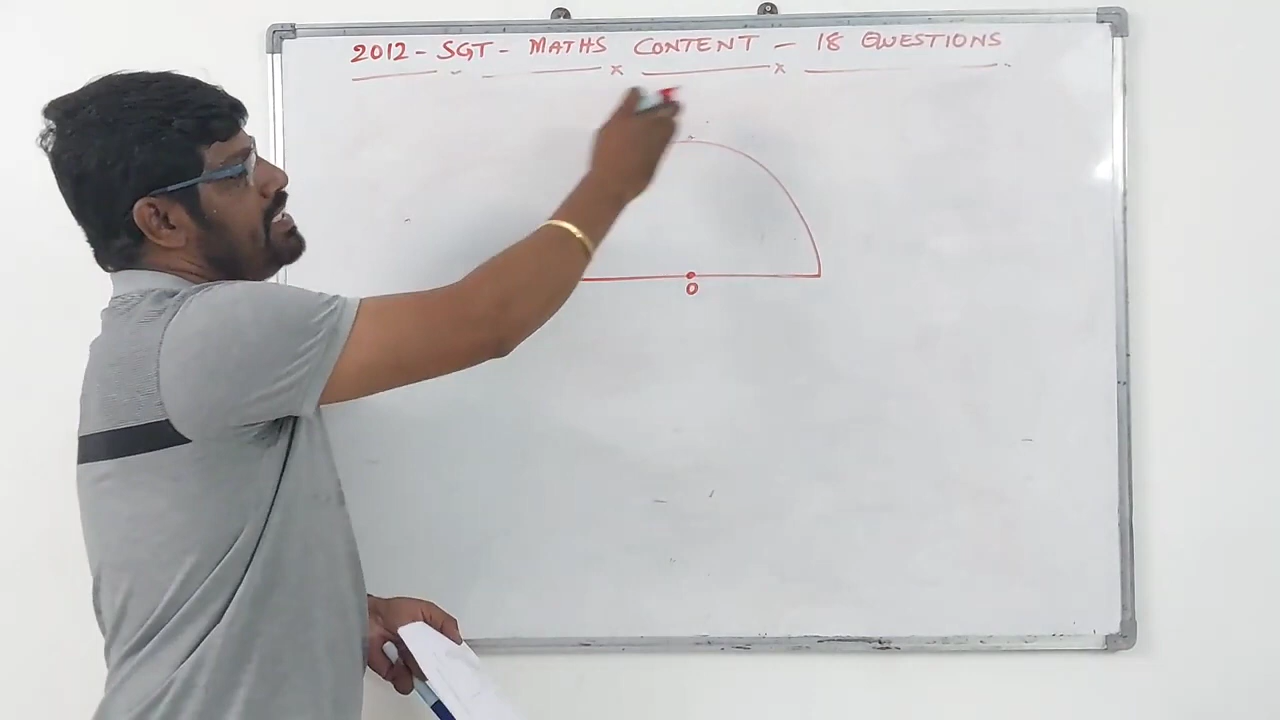 2012 - SGT - MATHS CONTENT - 18 QUESTIONS
O